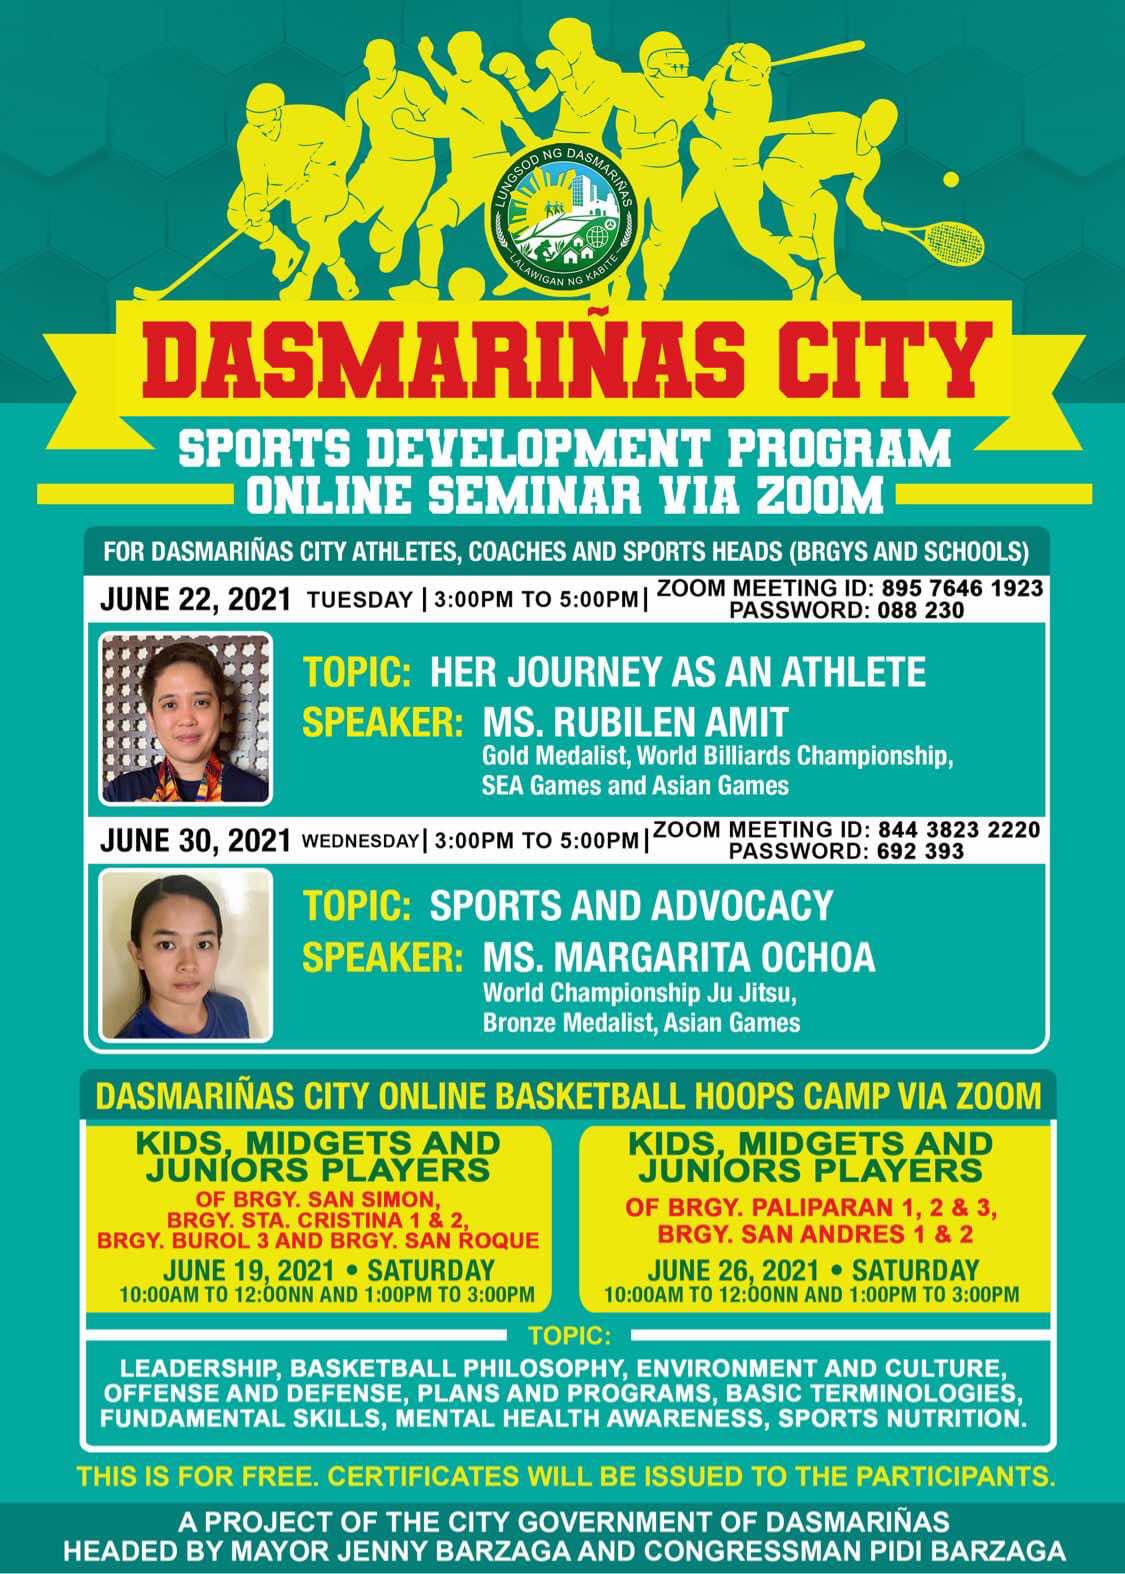 LUNGSOD NG DASMARIÑAS
LALAWIGAN NG KABITE
DASMARIÑAS CITY
SPORTS DEVELOPMENT PROGRAM
ONLINE SEMINAR VIA ZOOM
FOR DASMARIÑAS CITY ATHLETES, COACHES AND SPORTS HEADS (BRGYS AND SCHOOLS)
JUNE 22, 2021 TUESDAY | 3:00PM TO 5:00PM | ZOOM MEETING ID: 895 7646 1923
PASSWORD: 088 230
TOPIC: HER JOURNEY AS AN ATHLETE
SPEAKER: MS. RUBILEN AMIT
Gold Medalist, World Billiards Championship,
SEA Games and Asian Games
JUNE 30, 2021 WEDNESDAY | 3:00PM TO 5:00PM | ZOOM MEETING ID: 844 3823 2220
PASSWORD: 692 393
TOPIC: SPORTS AND ADVOCACY
SPEAKER: MS. MARGARITA OCHOA
World Championship Ju Jitsu,
Bronze Medalist, Asian Games
DASMARIÑAS CITY ONLINE BASKETBALL HOOPS CAMP VIA ZOOM
KIDS, MIDGETS AND
JUNIORS PLAYERS
OF BRGY. SAN SIMON,
BRGY. STA. CRISTINA 1 & 2,
BRGY. BUROL 3 AND BRGY. SAN ROQUE
JUNE 19, 2021 • SATURDAY
10:00AM TO 12:00NN AND 1:00PM TO 3:00PM
KIDS, MIDGETS AND
JUNIORS PLAYERS
OF BRGY. PALIPARAN 1, 2 & 3,
BRGY. SAN ANDRES 1 & 2
JUNE 26, 2021 • SATURDAY
10:00AM TO 12:00NN AND 1:00PM TO 3:00PM
TOPIC:
LEADERSHIP, BASKETBALL PHILOSOPHY, ENVIRONMENT AND CULTURE,
OFFENSE AND DEFENSE, PLANS AND PROGRAMS, BASIC TERMINOLOGIES,
FUNDAMENTAL SKILLS, MENTAL HEALTH AWARENESS, SPORTS NUTRITION.
THIS IS FOR FREE. CERTIFICATES WILL BE ISSUED TO THE PARTICIPANTS.
A PROJECT OF THE CITY GOVERNMENT OF DASMARIÑAS
HEADED BY MAYOR JENNY BARZAGA AND CONGRESSMAN PIDI BARZAGA